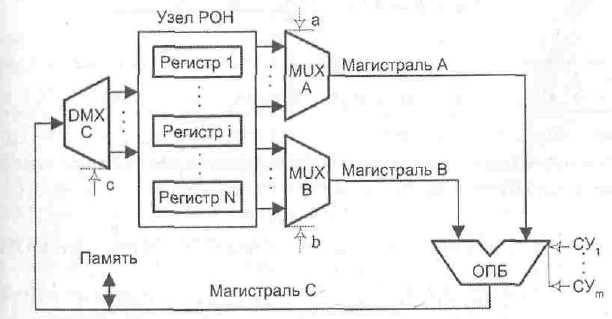 Узел РОН
a
Регистр 1
MUX
A
Магистраль A
DMX
C
Регистр i
MUX
B
Магистраль B
c
Регистр N
b
Память
ОПБ
СУ1
СУm
Магистраль C